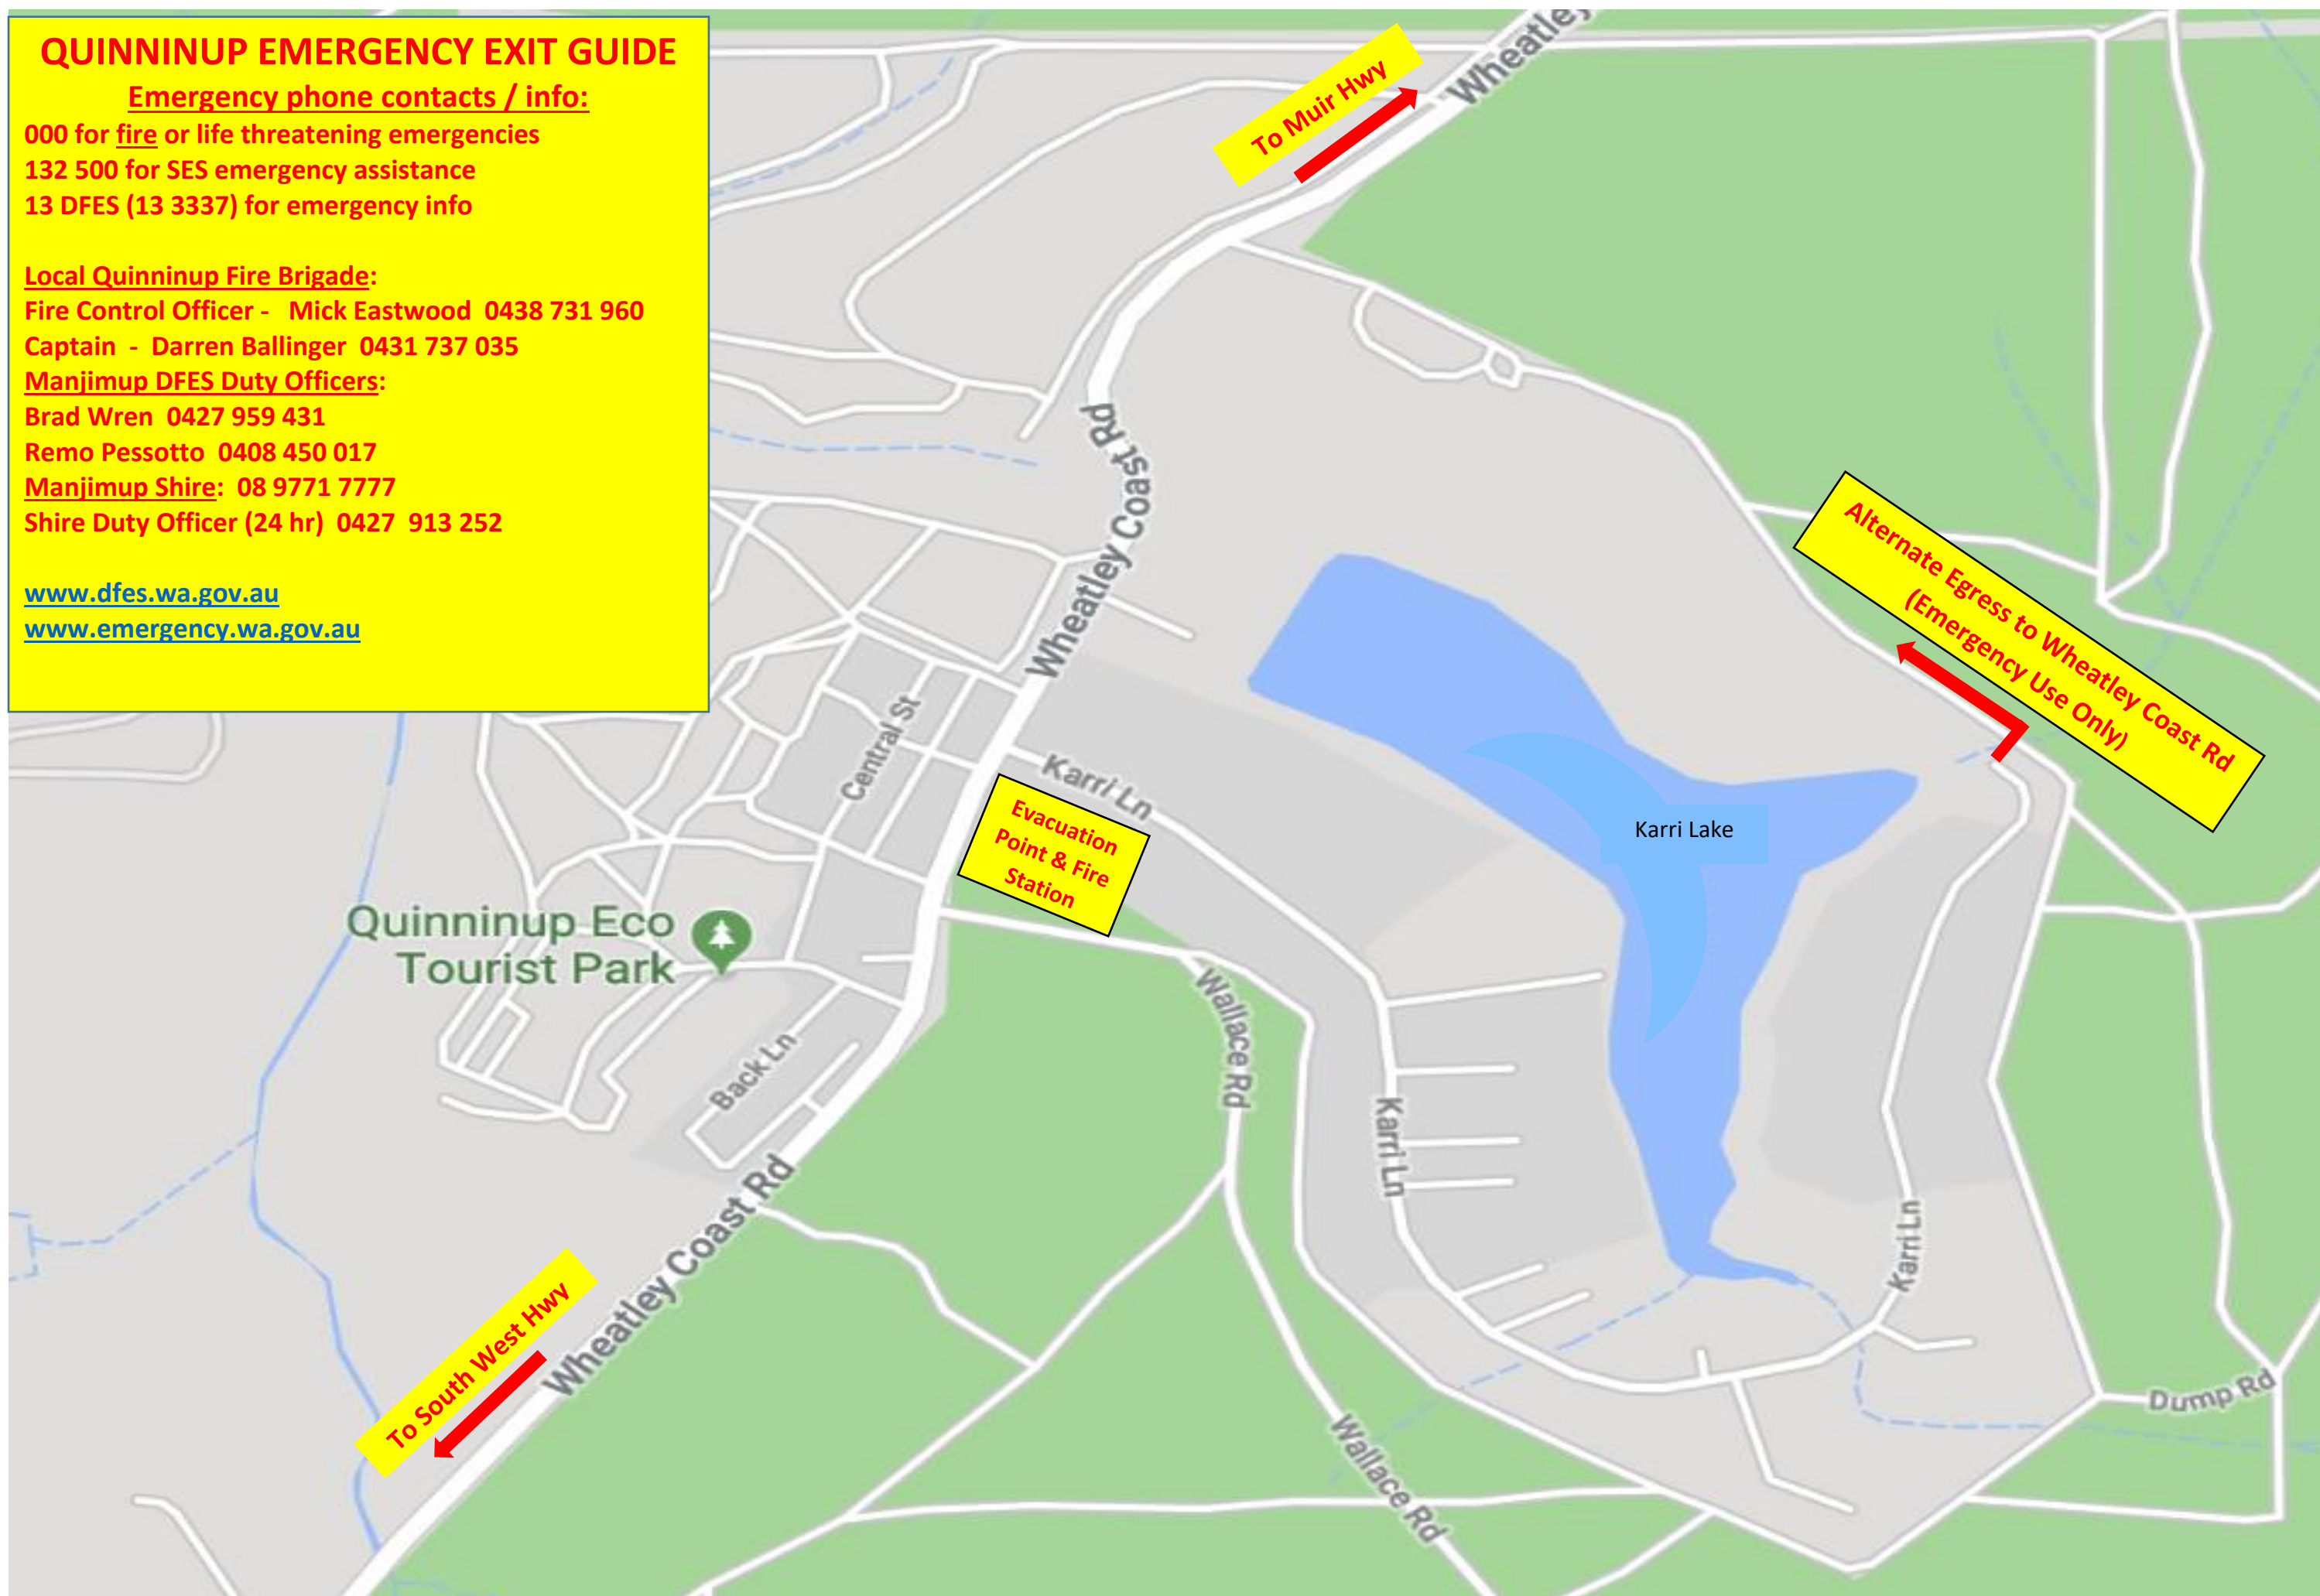 QUINNINUP EMERGENCY EXIT GUIDE
Emergency phone contacts / info:
000 for fire or life threatening emergencies
132 500 for SES emergency assistance
13 DFES (13 3337) for emergency info
Local Quinninup Fire Brigade:
Fire Control Officer - Mick Eastwood 0438 731 960
Captain - Darren Ballinger 0431 737 035
Manjimup DFES Duty Officers:
Brad Wren 0427 959 431
Remo Pessotto 0408 450 017
Manjimup Shire: 08 9771 7777
Shire Duty Officer (24 hr) 0427 913 252
www.dfes.wa.gov.au
www.emergency.wa.gov.au
To Muir Hwy
Wheatley
Wheatley Coast Rd
Alternate Egress to Wheatley Coast Rd
(Emergency Use Only)
Central St
Karri Ln
Evacuation
Point & Fire
Station
Karri Lake
Quinninup Eco
Tourist Park
Wallace Rd
Back Ln
Karri Ln
Karri Ln
Wheatley Coast Rd
To South West Hwy
Dump Rd
Wallace Rd